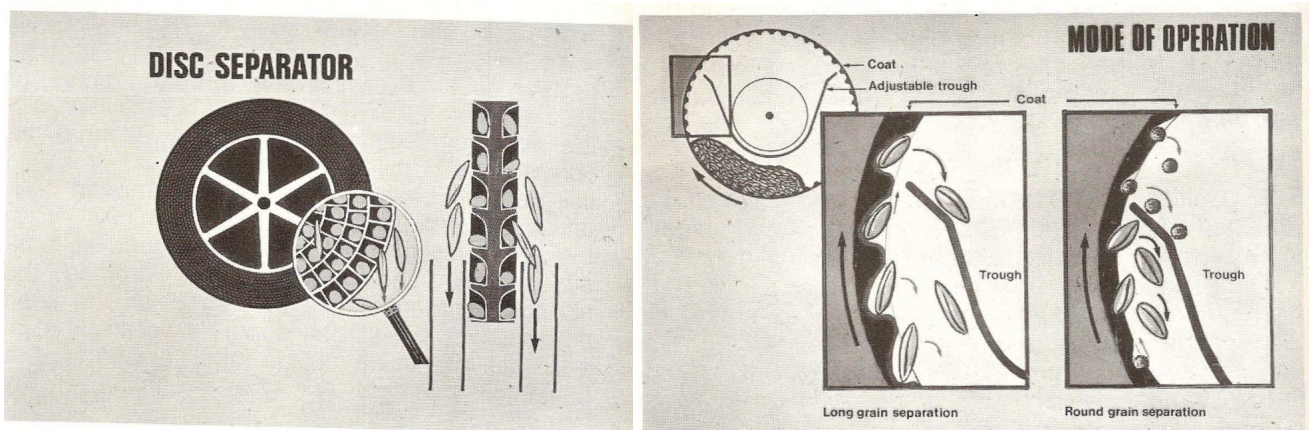 DISC SEPARATOR
MODE OF OPERATION
Coat
Adjustable trough
Coat
Trough
Trough
Long grain separation
Round grain separation